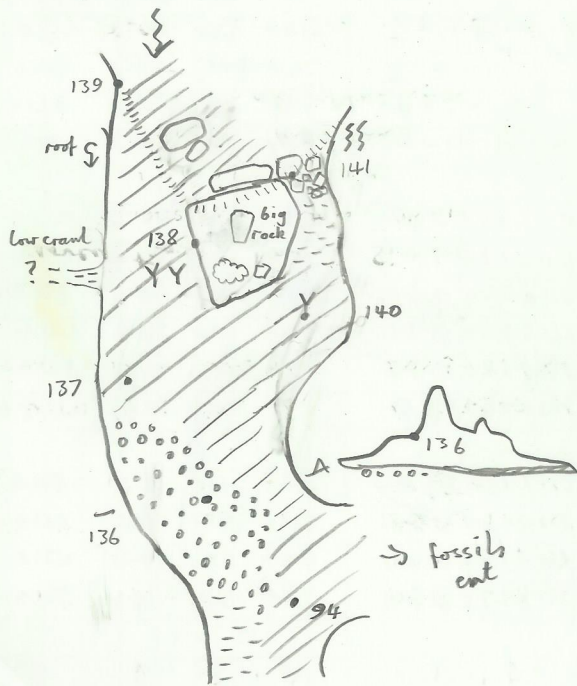 139
roof
141
big
rock
138
low crawl
?
Y Y
Y
140
137
136
136
A
→ fossils
ent
94